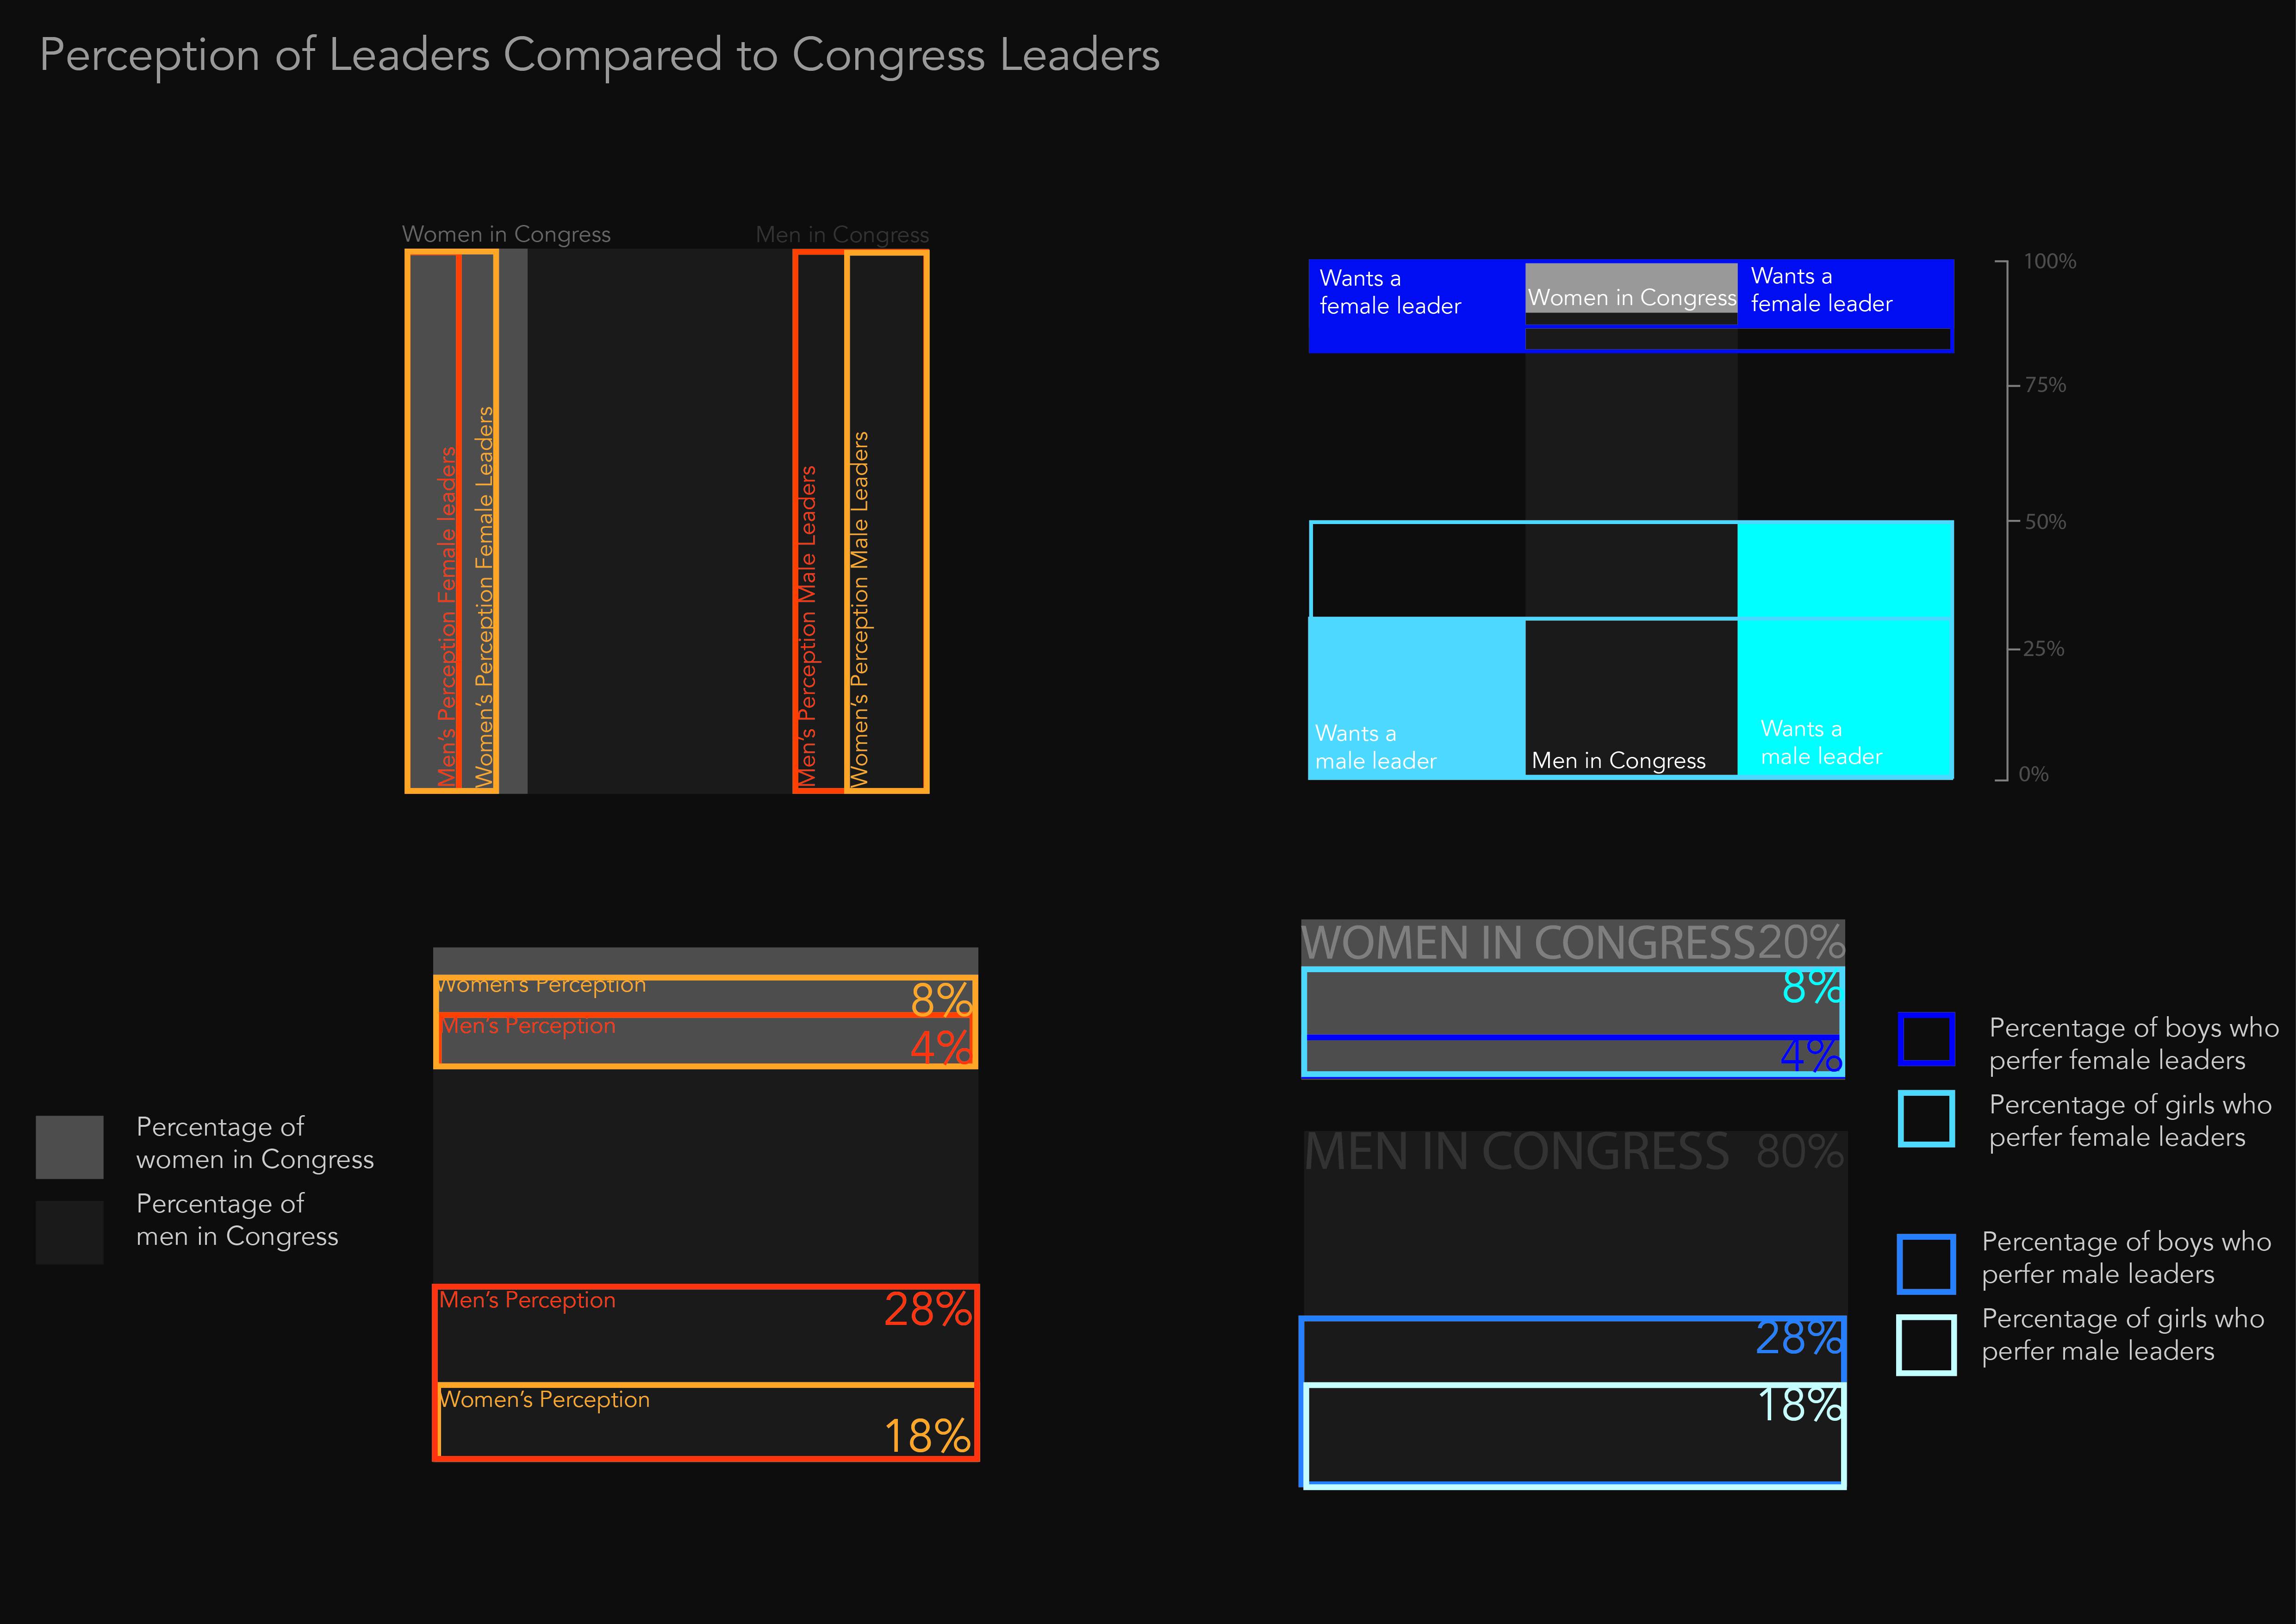 Perception of Leaders Compared to Congress Leaders
Women in Congress
Men in Congress
Men's Perception Female leaders
Women's Perception Female Leaders
Men's Perception Male Leaders
Women's Perception Male Leaders
Wants a
female leader
Women in Congress
Wants a
female leader
Wants a
male leader
Men in Congress
Wants a
male leader
100%
75%
50%
25%
0%
Percentage of
women in Congress
Percentage of
men in Congress
Women's Perception
8%
Men's Perception
4%
Men's Perception
28%
Women's Perception
18%
WOMEN IN CONGRESS 20%
8%
4%
MEN IN CONGRESS 80%
28%
18%
Percentage of boys who
perfer female leaders
Percentage of girls who
perfer female leaders
Percentage of boys who
perfer male leaders
Percentage of girls who
perfer male leaders